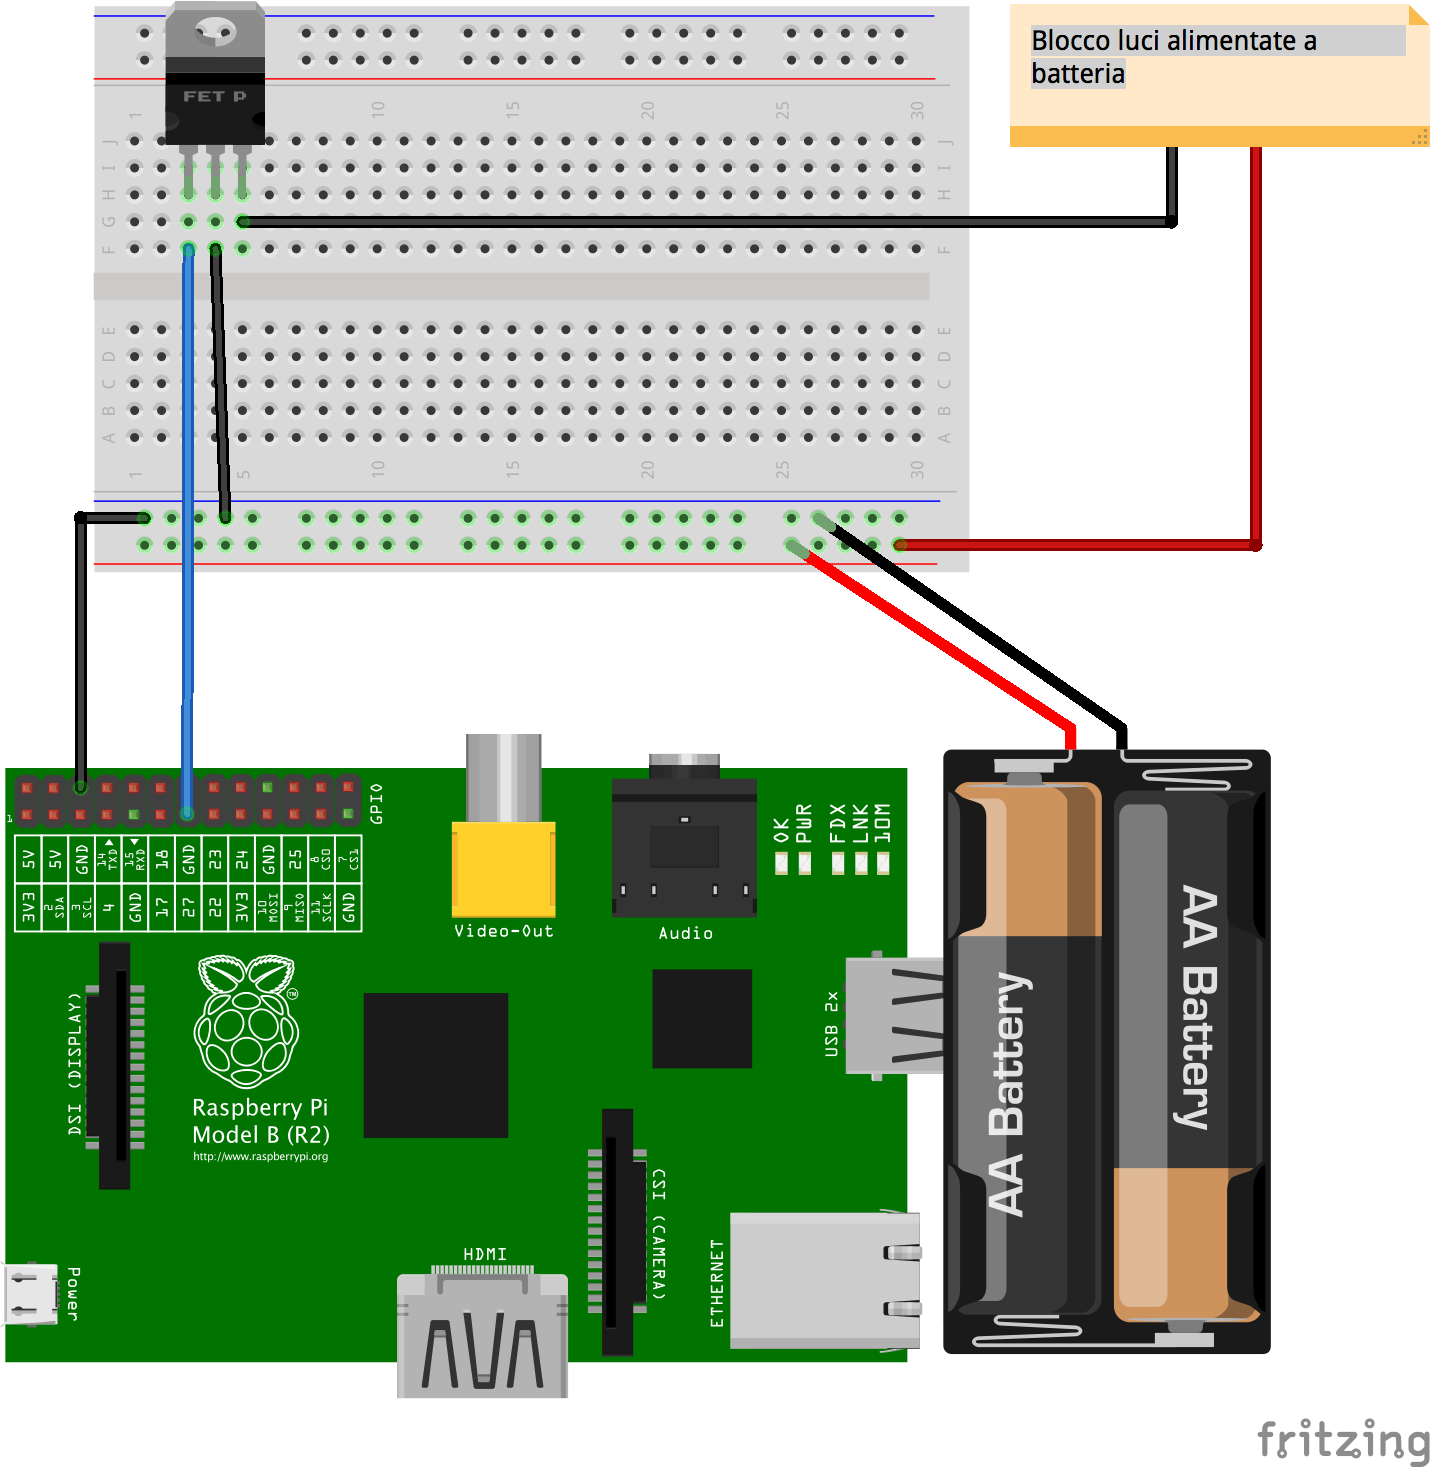 FET P
Blocco luci alimentate a
batteria
1 10 15 20 25 30
J J
I I
H H
G G
F F
E E
D D
C C
B B
A A
1 5 10 15 20 25 30
1
GPIO
5V 5V GND 14 TXD 15 RXD 18 GND 23 24 GND 25 8 CS0 7 CS1
3V3 2 SDA 3 SCL 4 GND 17 27 22 3V3 10 MOSI 9 MISO 11 SCLK GND
OK PWR FDX LNK 10M
Video-Out
Audio
DSI (DISPLAY)
TM
Raspberry Pi
Model B (R2)
http://www.raspberrypi.org
USB 2x
CSI (CAMERA)
HDMI
ETHERNET
Power
AA Battery
AA Battery
fritzing